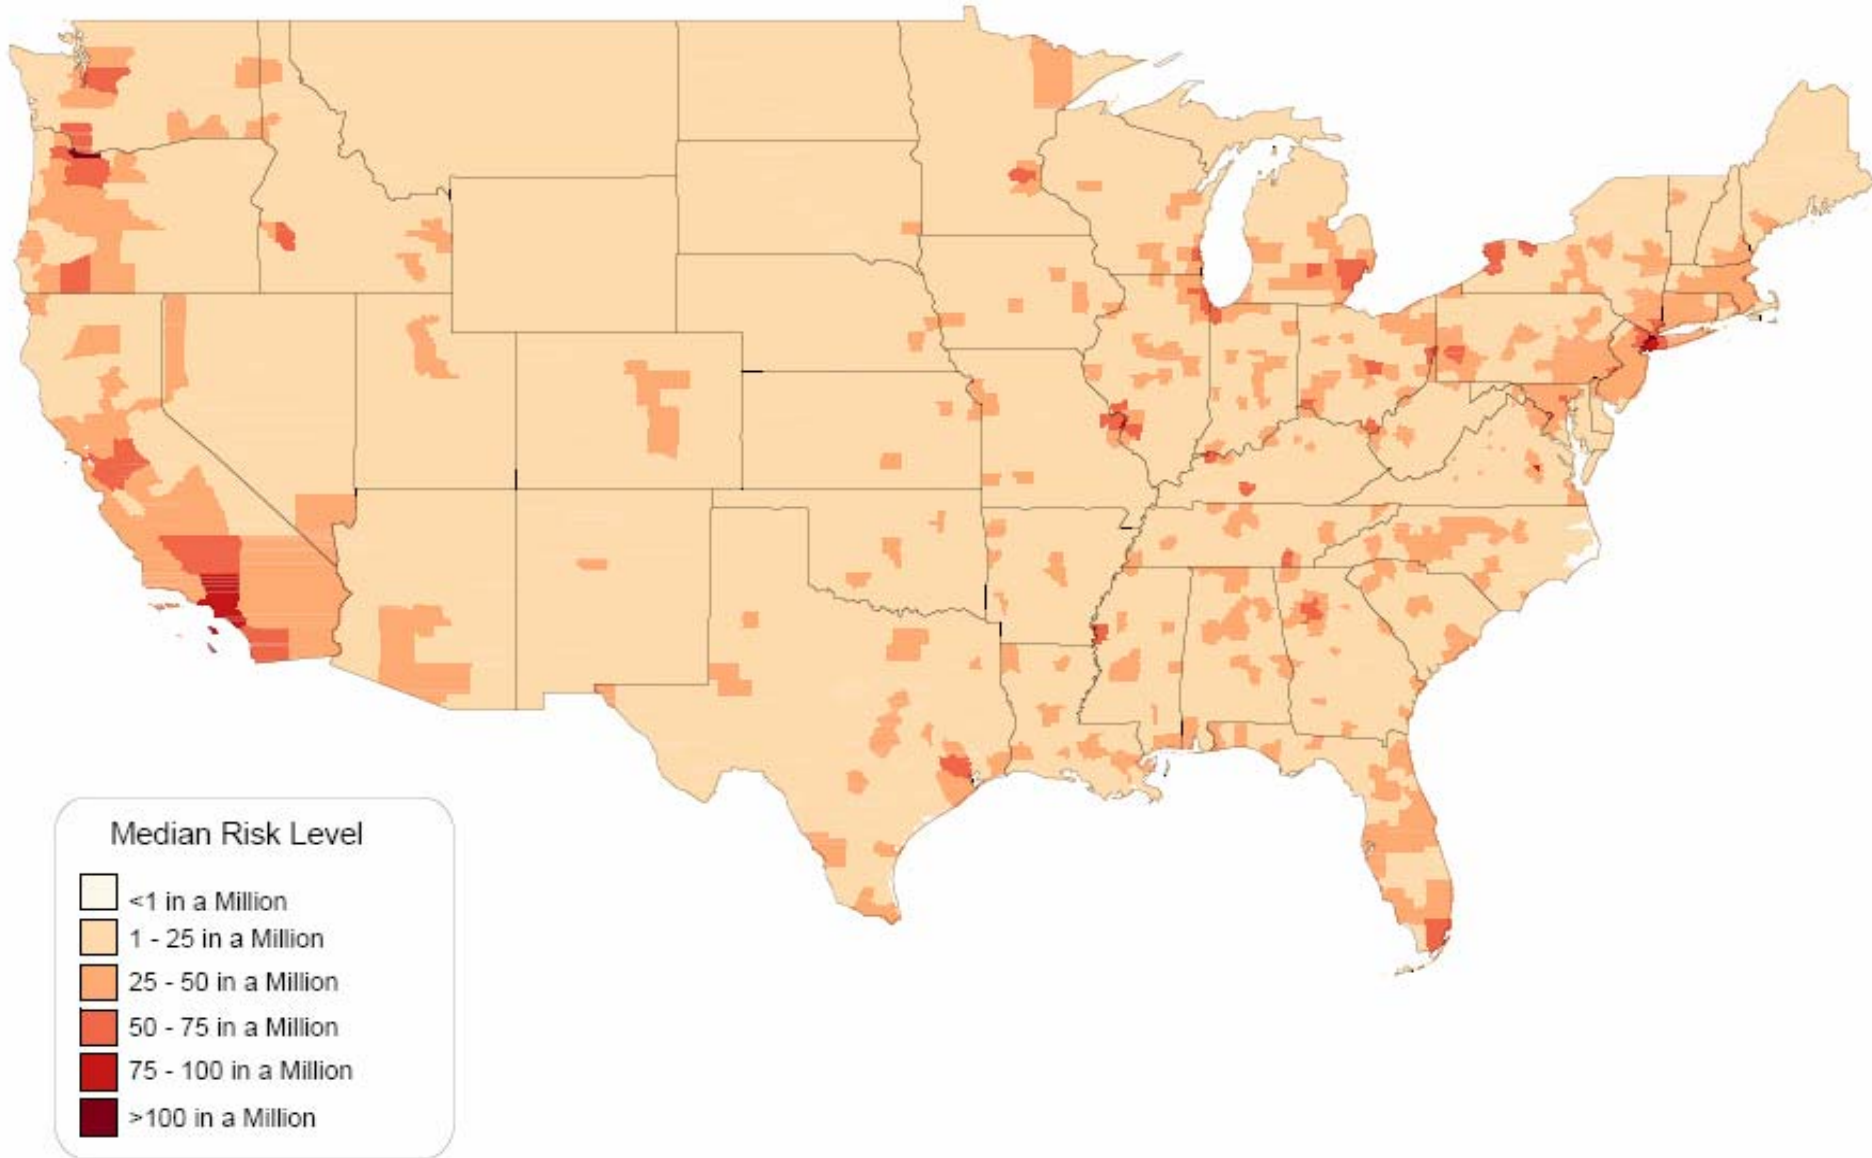 Median Risk Level
<1 in a Million
1 - 25 in a Million
25 - 50 in a Million
50 - 75 in a Million
75 - 100 in a Million
>100 in a Million